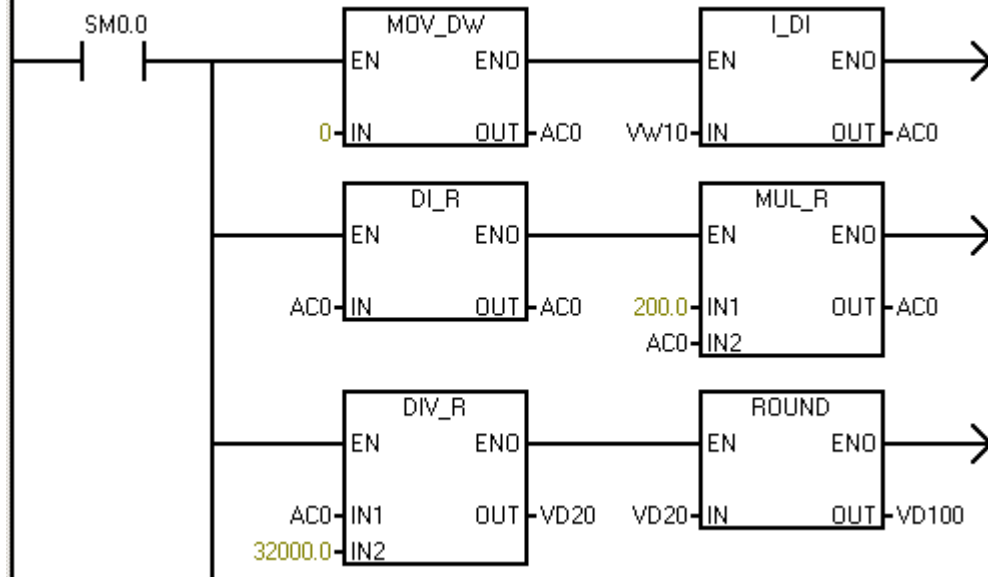 SM0.0
MOV_DW
I_DI
EN ENO
EN ENO
0 IN OUT AC0
VW10 IN OUT AC0
DI_R
MUL_R
EN ENO
EN ENO
AC0 IN OUT AC0
200.0 IN1 OUT AC0
AC0 IN2
DIV_R
ROUND
EN ENO
EN ENO
AC0 IN1 OUT VD20
VD20 IN OUT VD100
32000.0 IN2